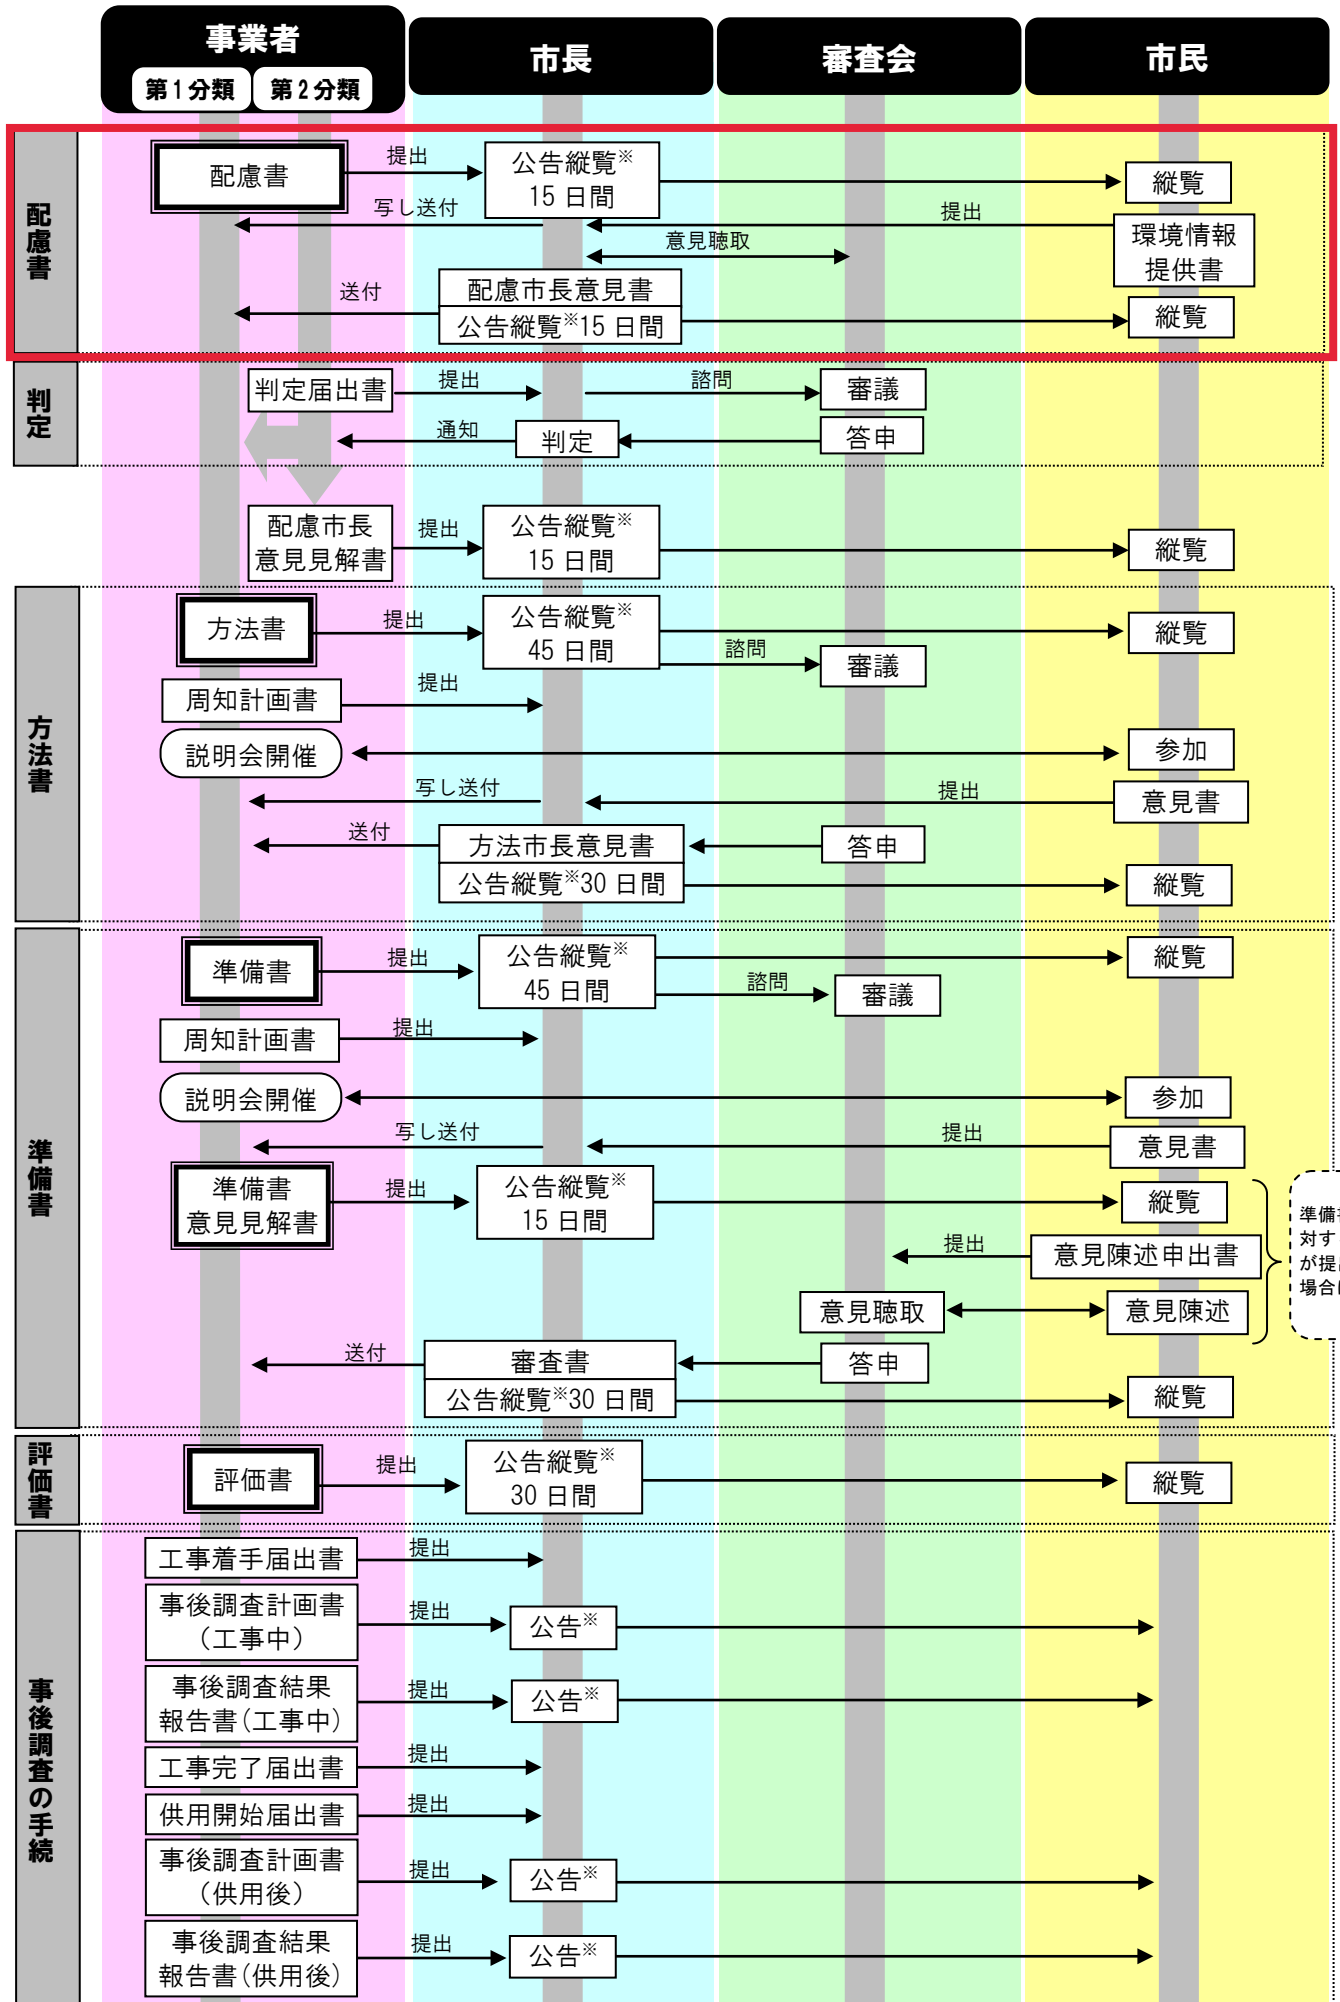 事業者
第1分類
第2分類
市長
審査会
市民
配慮書
配慮書
提出
公告縦覧※
15 日間
縦覧
写し送付
提出
環境情報
提供書
意見聴取
送付
配慮市長意見書
公告縦覧※15 日間
縦覧
判定
判定届出書
提出
諮問
審議
通知
判定
答申
配慮市長
意見見解書
提出
公告縦覧※
15 日間
縦覧
方法書
方法書
提出
公告縦覧※
45 日間
縦覧
諮問
審議
周知計画書
提出
説明会開催
参加
写し送付
提出
意見書
送付
方法市長意見書
答申
公告縦覧※30 日間
縦覧
準備書
準備書
提出
公告縦覧※
45 日間
縦覧
諮問
審議
周知計画書
提出
説明会開催
参加
写し送付
提出
意見書
準備書
意見見解書
提出
公告縦覧※
15 日間
縦覧
提出
意見陳述申出書
意見聴取
意見陳述
準備
対す
が提
場合
送付
審査書
答申
公告縦覧※30 日間
縦覧
評価書
評価書
提出
公告縦覧※
30 日間
縦覧
事後調査の手続
工事着手届出書
提出
事後調査計画書
（工事中）
提出
公告※
事後調査結果
報告書（工事中）
提出
公告※
工事完了届出書
提出
供用開始届出書
提出
事後調査計画書
（供用後）
提出
公告※
事後調査結果
報告書（供用後）
提出
公告※